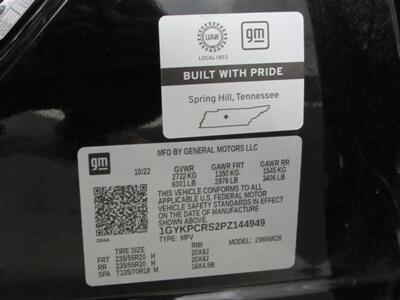 UAW
gm
LOCAL 1853
BUILT WITH PRIDE
Spring Hill, Tennessee
gm
MFD BY GENERAL MOTORS LLC
10/22 GVWR GAWR FRT GAWR RR
2722 KG 1350 KG 1545 KG
6001 LB 2976 LB 3406 LB
THIS VEHICLE CONFORMS TO ALL
APPLICABLE U.S. FEDERAL MOTOR
VEHICLE SAFETY STANDARDS IN EFFECT
ON THE DATE OF MANUFACTURE
SHOWN ABOVE.
1GYKPCRS2PZ144949
TYPE: MPV MODEL: 296NW26
TIRE SIZE RIM
FRT 235/55R20 H 20X8J
RR 235/55R20 H 20X8J
SPA T135/70R18 M 18X4.5B